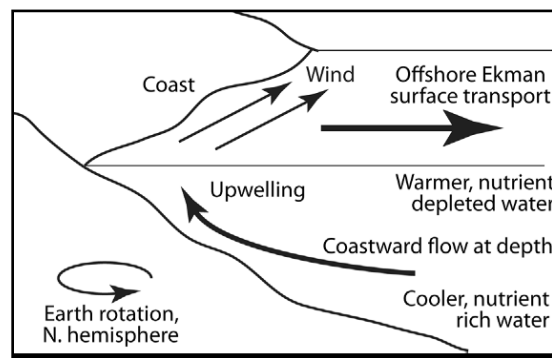 Coast
Wind
Offshore Ekman
surface transport
Upwelling
Warmer, nutrient
depleted water
Coastward flow at depth
Cooler, nutrient
rich water
Earth rotation,
N. hemisphere